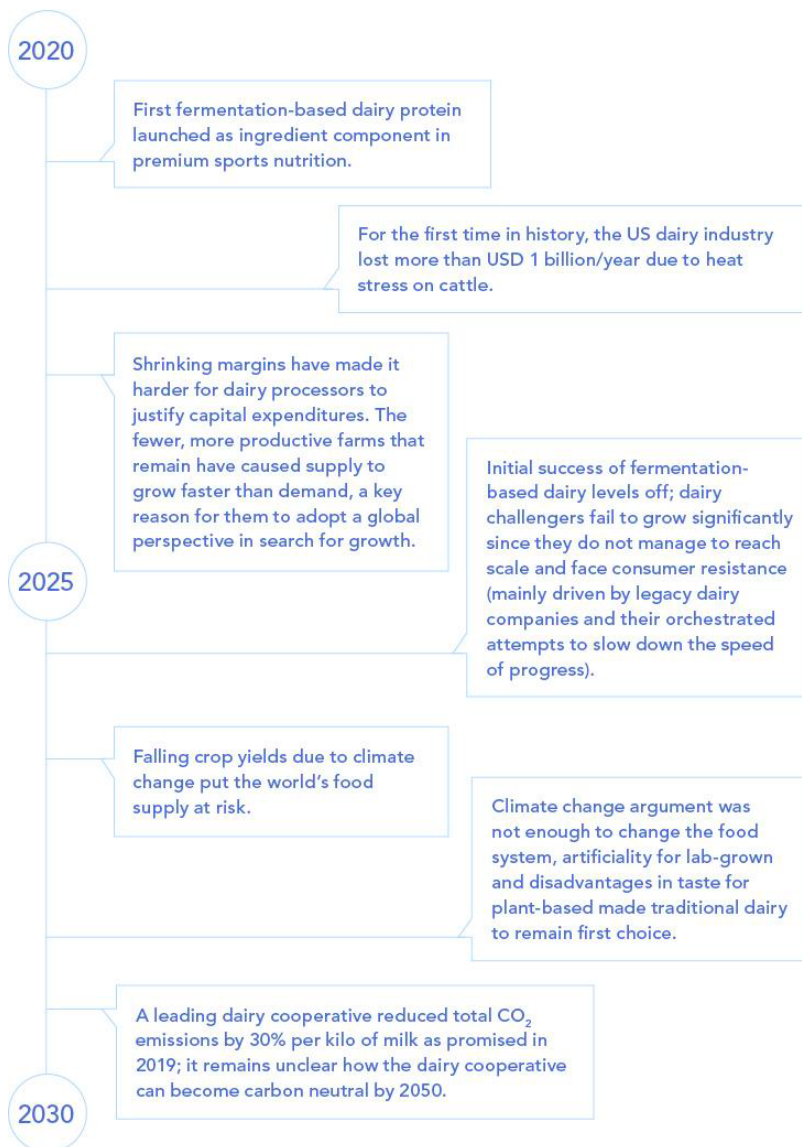 2020
First fermentation-based dairy protein
launched as ingredient component in
premium sports nutrition.
For the first time in history, the US dairy industry
lost more than USD 1 billion/year due to heat
stress on cattle.
Shrinking margins have made it
harder for dairy processors to
justify capital expenditures. The
fewer, more productive farms that
remain have caused supply to
grow faster than demand, a key
reason for them to adopt a global
perspective in search for growth.
Initial success of fermentation-
based dairy levels off; dairy
challengers fail to grow significantly
since they do not manage to reach
scale and face consumer resistance
(mainly driven by legacy dairy
companies and their orchestrated
attempts to slow down the speed
of progress).
2025
Falling crop yields due to climate
change put the world’s food
supply at risk.
Climate change argument was
not enough to change the food
system, artificiality for lab-grown
and disadvantages in taste for
plant-based made traditional dairy
to remain first choice.
A leading dairy cooperative reduced total CO₂
emissions by 30% per kilo of milk as promised in
2019; it remains unclear how the dairy cooperative
can become carbon neutral by 2050.
2030